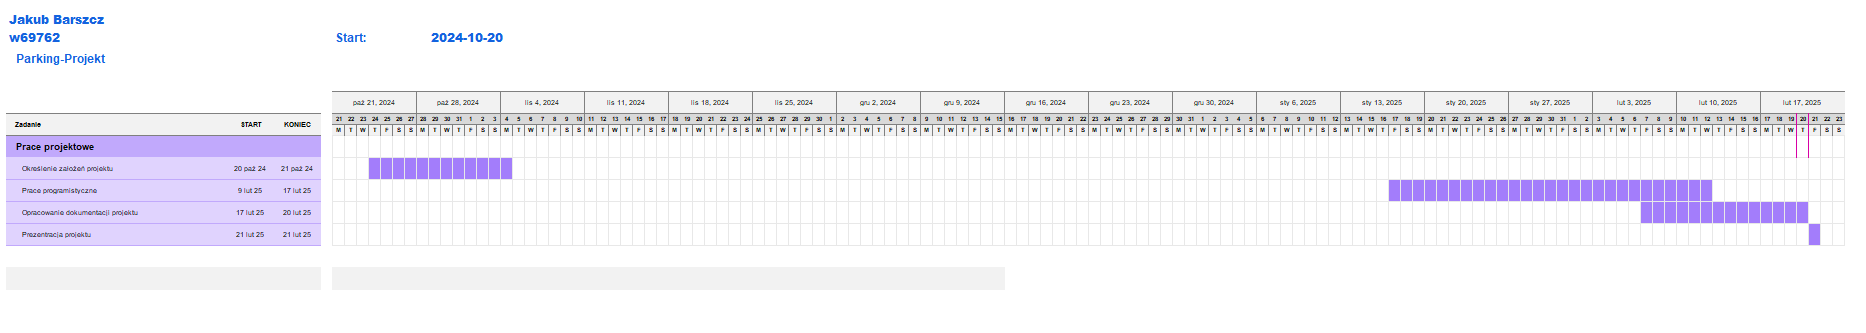 Jakub Barszcz
w69762
Start: 2024-10-20
Parking-Projekt
paź 21, 2024 paź 28, 2024 lis 4, 2024 lis 11, 2024 lis 18, 2024 lis 25, 2024 gru 2, 2024 gru 9, 2024 gru 16, 2024 gru 23, 2024 gru 30, 2024 sty 6, 2025 sty 13, 2025 sty 20, 2025 sty 27, 2025 lut 3, 2025 lut 10, 2025 lut 17, 2025
21 22 23 24 25 26 27 28 29 30 31 1 2 3 4 5 6 7 8 9 10 11 12 13 14 15 16 17 18 19 20 21 22 23 24 25 26 27 28 29 30 1 2 3 4 5 6 7 8 9 10 11 12 13 14 15 16 17 18 19 20 21 22 23 24 25 26 27 28 29 30 31 1 2 3 4 5 6 7 8 9 10 11 12 13 14 15 16 17 18 19 20 21 22 23 24 25 26 27 28 29 30 31 1 2 3 4 5 6 7 8 9 10 11 12 13 14 15 16 17 18 19 20 21 22 23
Zadanie START KONIEC
M T W T F S S M T W T F S S M T W T F S S M T W T F S S M T W T F S S M T W T F S S M T W T F S S M T W T F S S M T W T F S S M T W T F S S M T W T F S S M T W T F S S M T W T F S S M T W T F S S M T W T F S S M T W T F S S M T W T F S S M T W T F S S
Prace projektowe
Określenie założeń projektu 20 paź 24 21 paź 24
Prace programistyczne 9 lut 25 17 lut 25
Opracowanie dokumentacji projektu 17 lut 25 20 lut 25
Prezentracja projektu 21 lut 25 21 lut 25